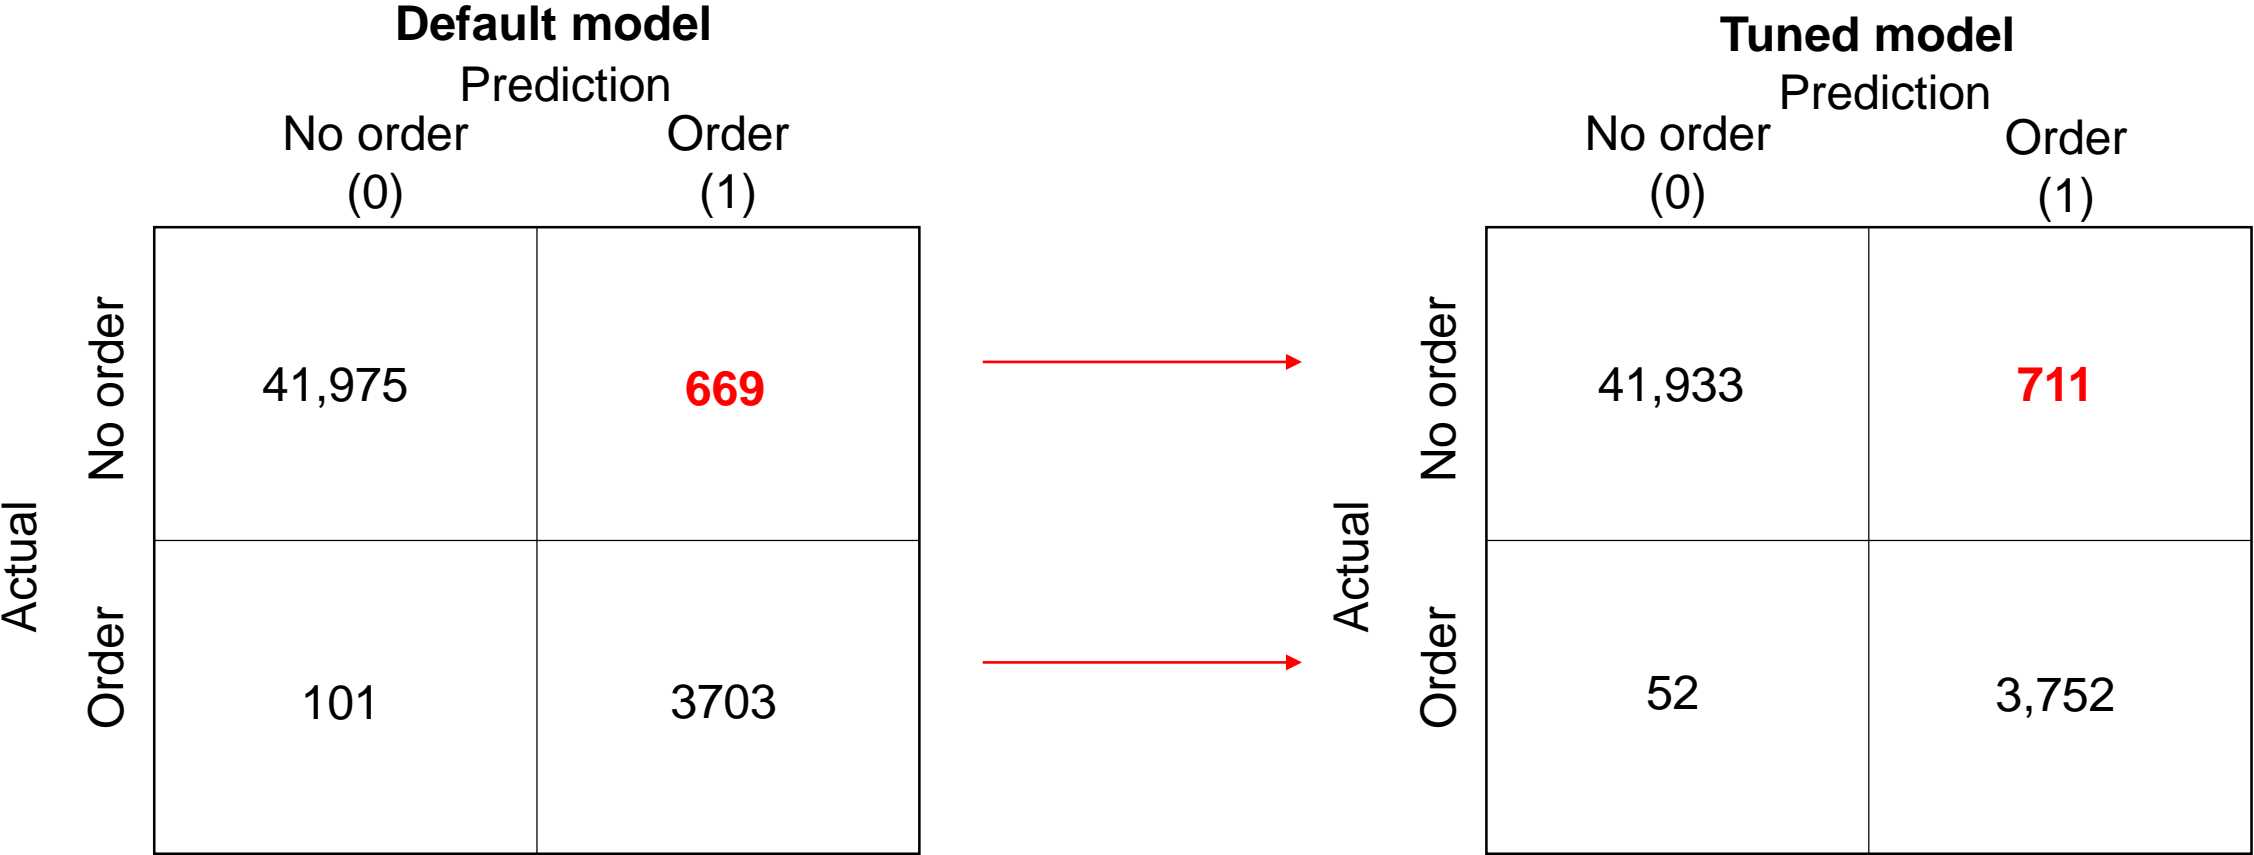 Default model
Prediction
No order Order
(0) (1)
Actual
No order
41,975 669
Order
101 3703
Tuned model
Prediction
No order Order
(0) (1)
Actual
No order
41,933 711
Order
52 3,752